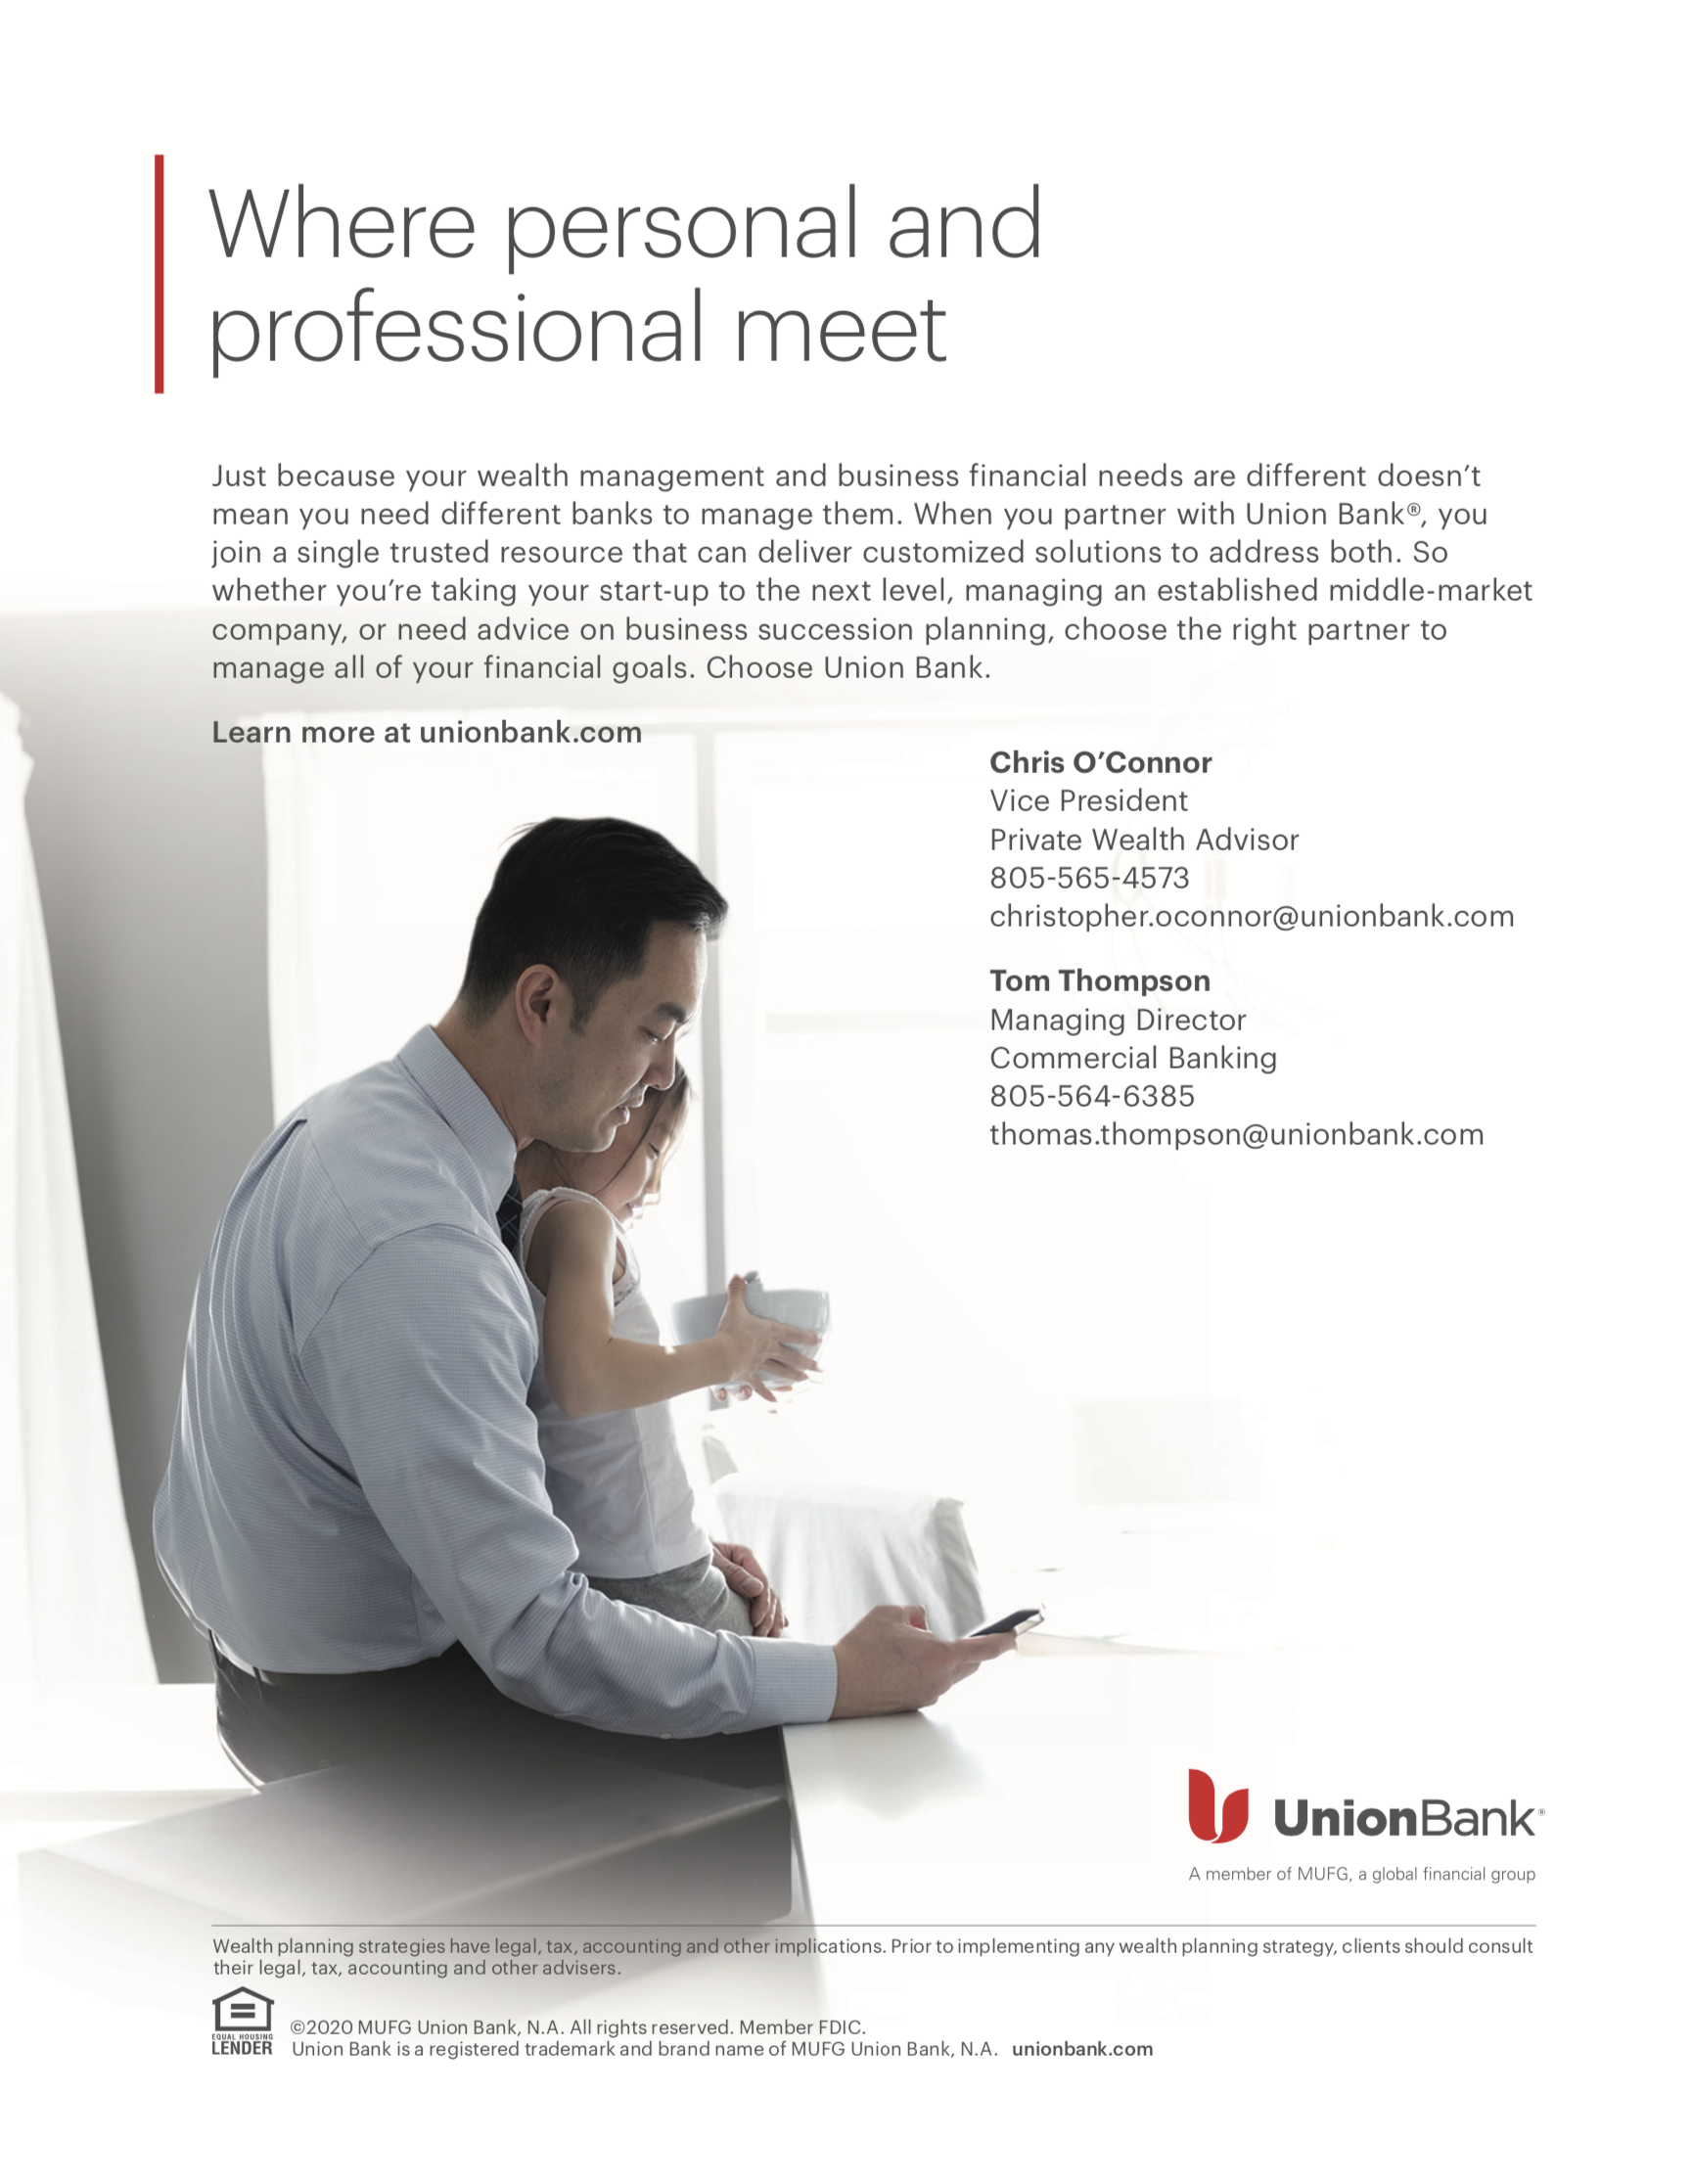 Where personal and
professional meet
Just because your wealth management and business financial needs are different doesn’t
mean you need different banks to manage them. When you partner with Union Bank®, you
join a single trusted resource that can deliver customized solutions to address both. So
whether you’re taking your start-up to the next level, managing an established middle-market
company, or need advice on business succession planning, choose the right partner to
manage all of your financial goals. Choose Union Bank.
Learn more at unionbank.com
Chris O’Connor
Vice President
Private Wealth Advisor
805-565-4573
christopher.oconnor@unionbank.com
Tom Thompson
Managing Director
Commercial Banking
805-564-6385
thomas.thompson@unionbank.com
UnionBank®
A member of MUFG, a global financial group
Wealth planning strategies have legal, tax, accounting and other implications. Prior to implementing any wealth planning strategy, clients should consult
their legal, tax, accounting and other advisers.
EQUAL HOUSING
LENDER
©2020 MUFG Union Bank, N.A. All rights reserved. Member FDIC.
Union Bank is a registered trademark and brand name of MUFG Union Bank, N.A. unionbank.com